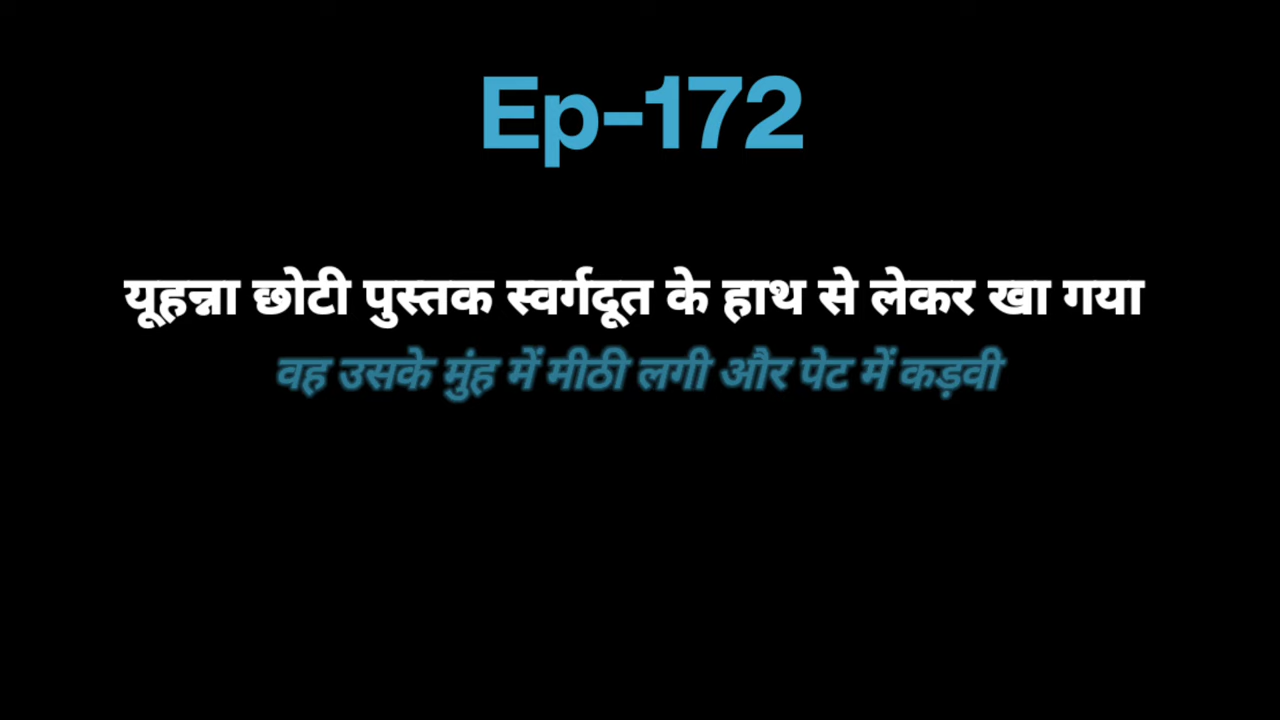 Ep-172
यूहन्ना छोटी पुस्तक स्वर्गदूत के हाथ से लेकर खा गया
वह उसके मुंह में मीठी लगी और पेट में कड़वी